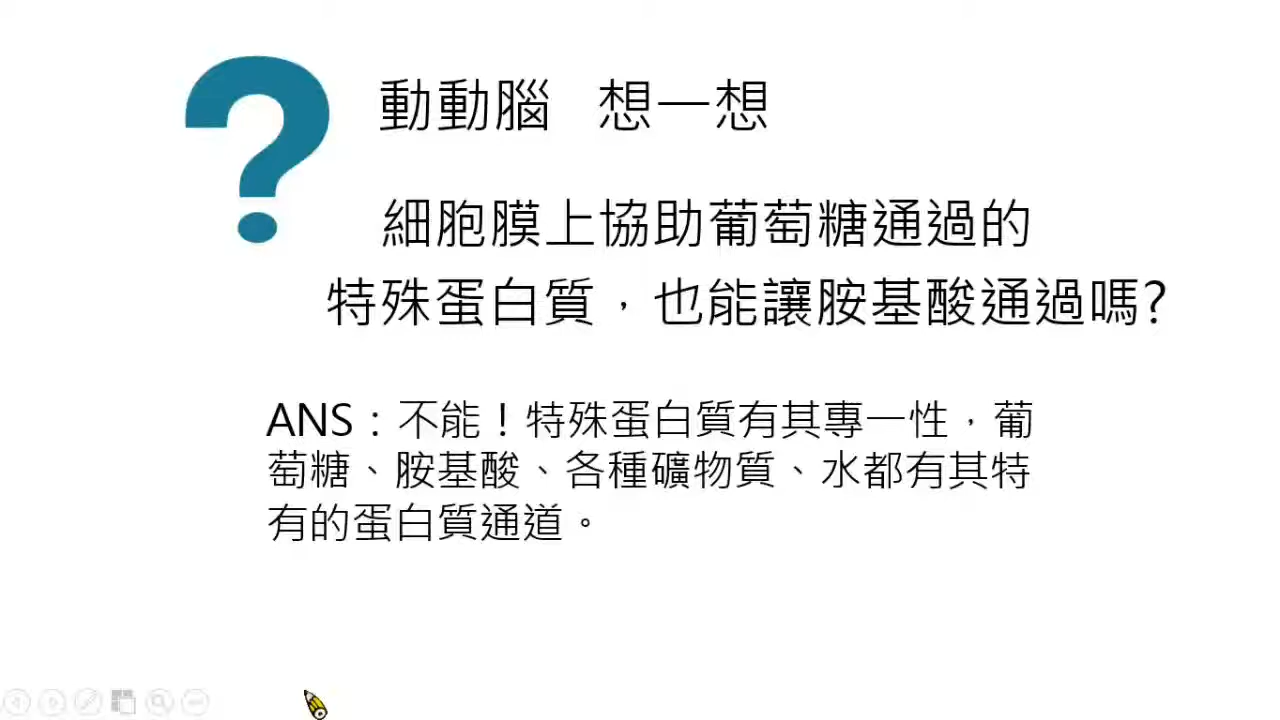 動動腦 想一想
細胞膜上協助葡萄糖通過的
特殊蛋白質，也能讓胺基酸通過嗎?
ANS：不能！特殊蛋白質有其專一性，葡
萄糖、胺基酸、各種礦物質、水都有其特
有的蛋白質通道。